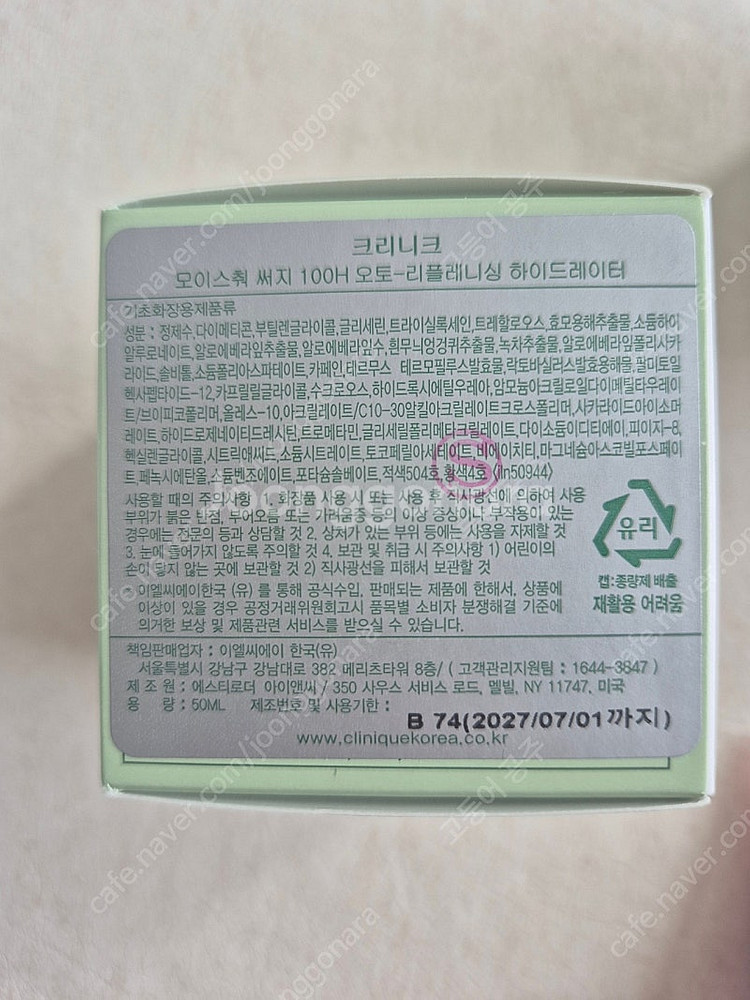 크리니크
모이스춰 써지 100H 오토-리플레니싱 하이드레이터
기초화장용제품류
성분 : 정제수,다이메티콘,부틸렌글라이콜,글리세린,트라이실록세인,트레할로오스,효모용해추출물,소듐하이
알루로네이트,알로에베라잎추출물,알로에베라잎수,흰무늬엉겅퀴추출물,녹차추출물,알로에베라잎폴리사카
라이드,솔비톨,소듐폴리아스파테이트,카페인,테르무스 테르모필루스발효물,락토바실러스발효용해물,팔미토일
헥사펩타이드-12,카프릴릴글라이콜,수크로오스,하이드록시에틸우레아,암모늄아크릴로일다이메틸타우레이
트/브이피코폴리머,올레스-10,아크릴레이트/C10-30알킬아크릴레이트크로스폴리머,사카라이드아이소머
레이트,하이드로제네이티드레시틴,트로메타민,글리세릴폴리메타크릴레이트,다이소듐이디티에이,피이지-8,
헥실렌글라이콜,시트릭애씨드,소듐시트레이트,토코페릴아세테이트,비에이치티,마그네슘아스코빌포스페이
트,페녹시에탄올,소듐벤조에이트,포타슘솔베이트,적색504호,황색4호 <Iln50944>
사용할 때의 주의사항 : 1. 화장품 사용 시 또는 사용 후 직사광선에 의하여 사용
부위가 붉은 반점, 부어오름 또는 가려움증 등의 이상 증상이나 부작용이 있는
경우에는 전문의 등과 상담할 것 2. 상처가 있는 부위 등에는 사용을 자제할 것
3. 눈에 들어가지 않도록 주의할 것 4. 보관 및 취급 시 주의사항 1) 어린이의
손이 닿지 않는 곳에 보관할 것 2) 직사광선을 피해서 보관할 것
유리
캡:종량제 배출
재활용 어려움
이엘씨에이한국 (유) 를 통해 공식수입, 판매되는 제품에 한해서, 상품에
이상이 있을 경우 공정거래위원회고시 품목별 소비자 분쟁해결 기준에
의거한 보상 및 제품관련 서비스를 받으실 수 있습니다.
책임판매업자 : 이엘씨에이 한국(유)
서울특별시 강남구 강남대로 382 메리츠타워 8층/ ( 고객관리지원팀 : 1644-3847 )
제 조 원 : 에스티로더 아이앤씨 / 350 사우스 서비스 로드, 멜빌, NY 11747. 미국
용 량 : 50ML 제조번호 및 사용기한 :
B 74(2027/07/01까지)
www.cliniquekorea.co.kr
joonggonara
cafe.naver.com/joonggonara
고등어 공주